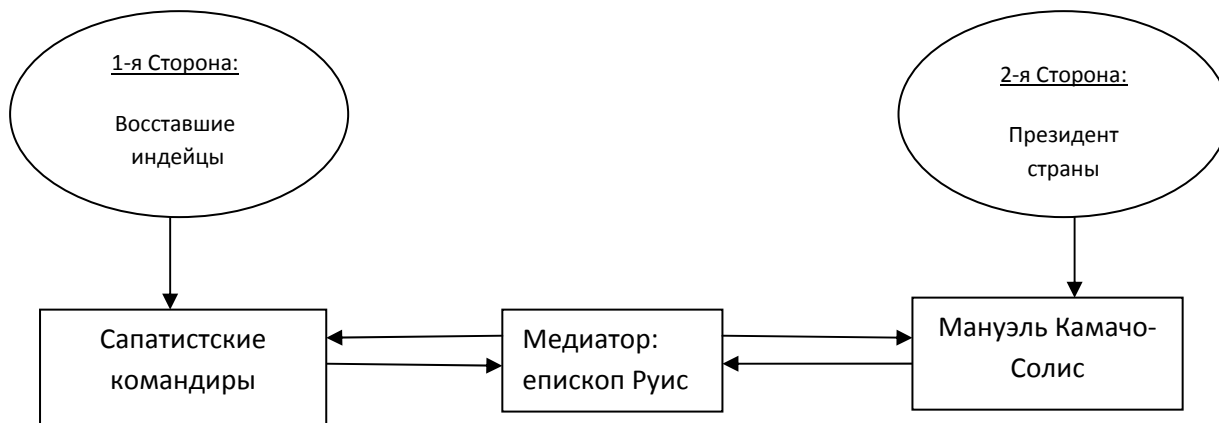 1-я Сторона:
Восставшие
индейцы
2-я Сторона:
Президент
страны
Сапатистские
командиры
Медиатор:
епископ Руис
Мануэль Камачо-
Солис